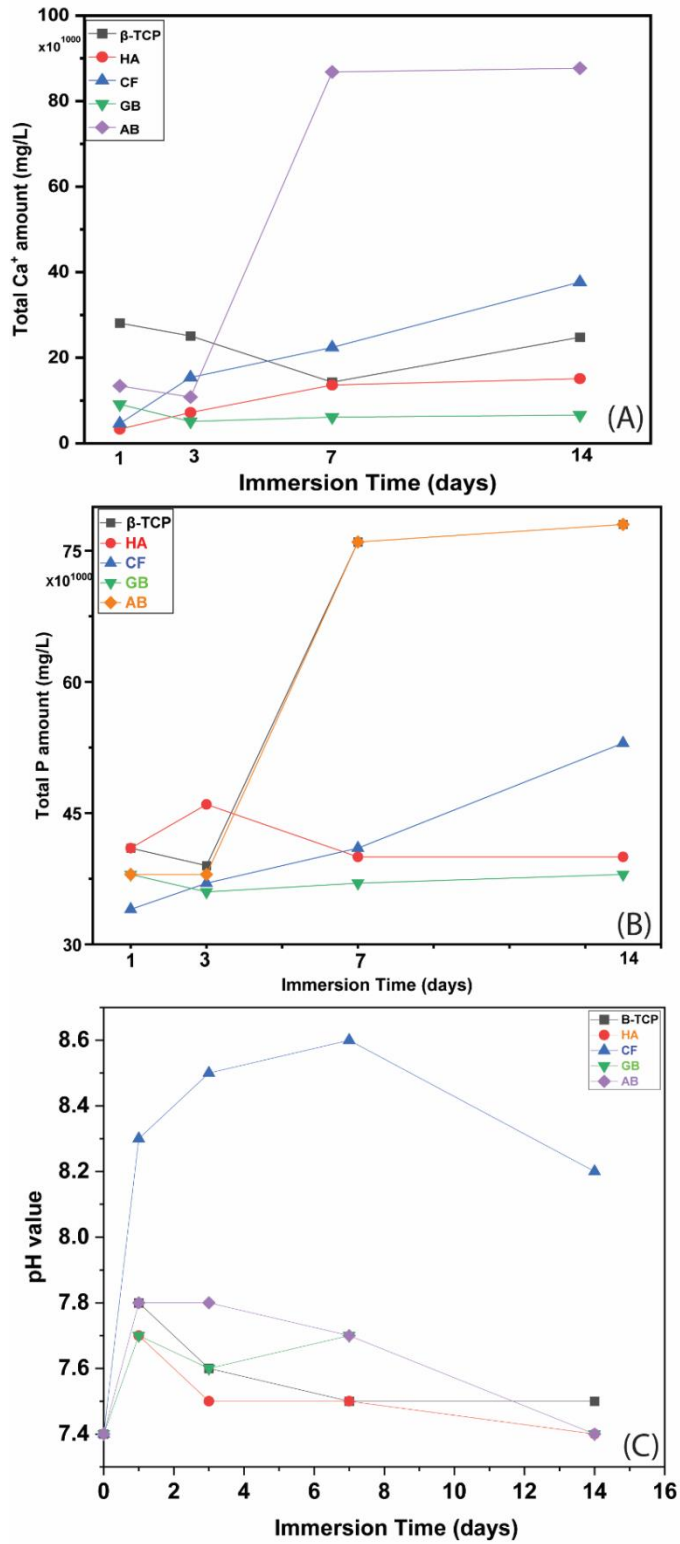 100
x10¹⁰⁰⁰
80
60
40
20
0
β-TCP
HA
CF
GB
AB
Total Ca⁺ amount (mg/L)
1 3 7 14
Immersion Time (days)
(A)
75
x10¹⁰⁰⁰
60
45
30
β-TCP
HA
CF
GB
AB
Total P amount (mg/L)
1 3 7 14
Immersion Time (days)
(B)
8.6
8.4
8.2
8.0
7.8
7.6
7.4
B-TCP
HA
CF
GB
AB
pH value
0 2 4 6 8 10 12 14 16
Immersion Time (days)
(C)